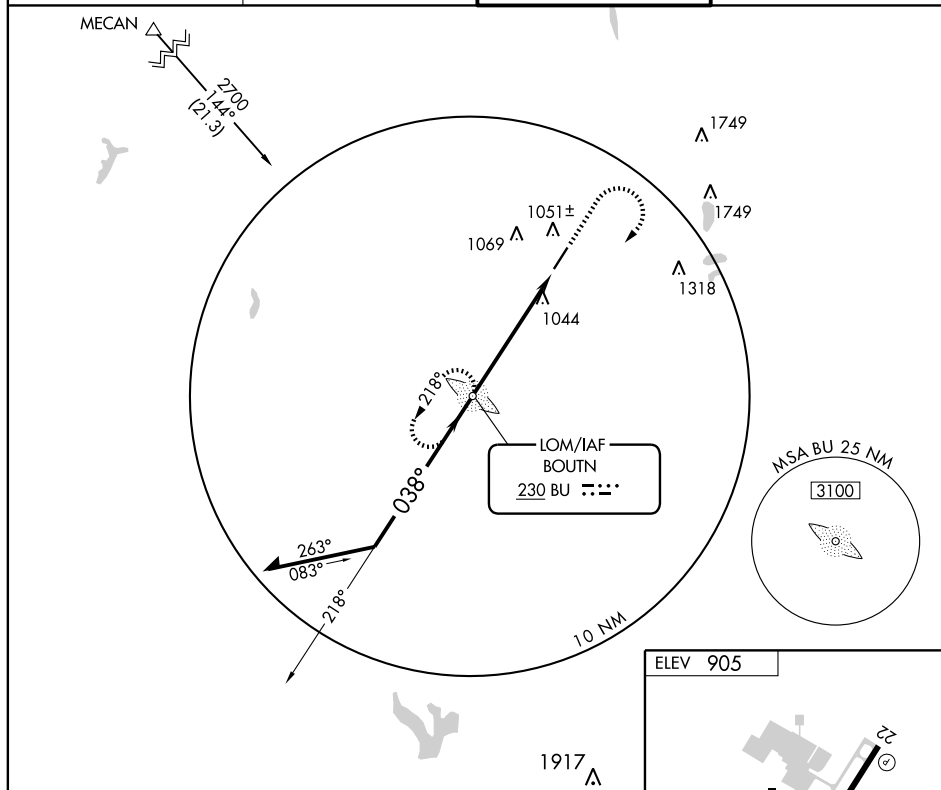 MECAN
2700
144°
(21.3)
1749
1749
1051±
1069
1318
1044
218°
LOM/IAF
BOUTN
230 BU
038°
263°
083°
218°
10 NM
MSA BU 25 NM
3100
ELEV 905
22
P
1917